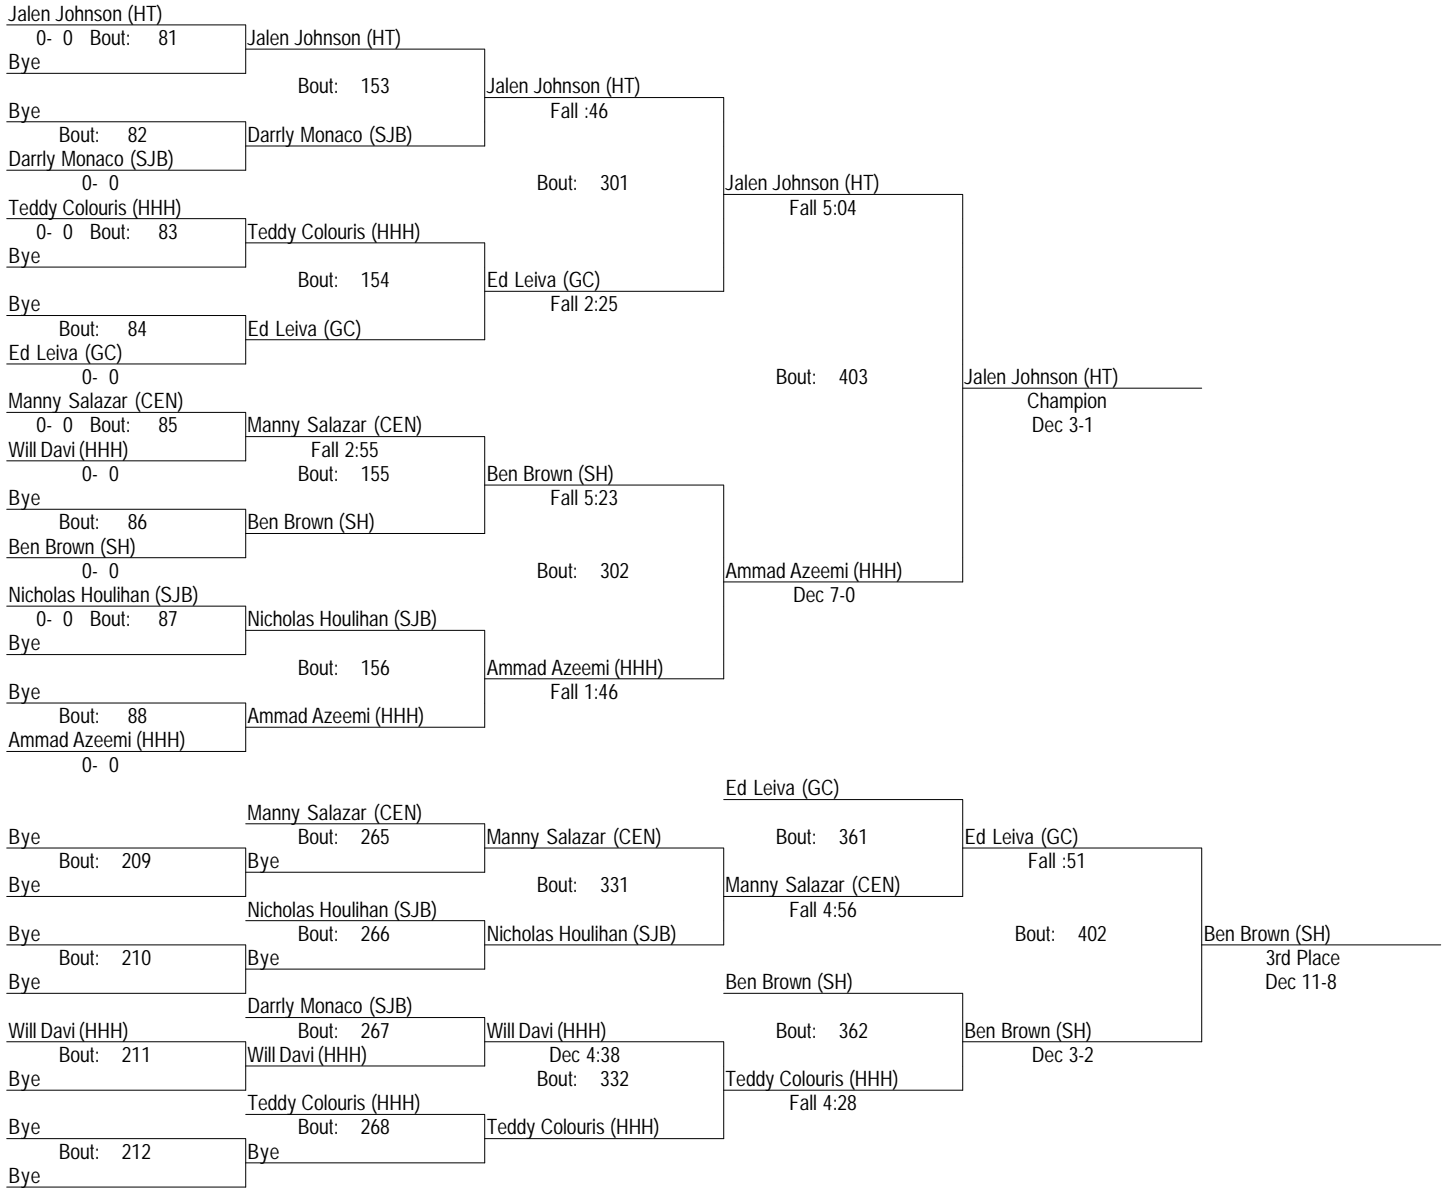 Jalen Johnson (HT)
0- 0 Bout: 81 Jalen Johnson (HT)
Bye
Bout: 153 Jalen Johnson (HT)
Bye Fall :46
Bout: 82 Darrly Monaco (SJB)
Darrly Monaco (SJB)
0- 0 Bout: 301 Jalen Johnson (HT)
Teddy Colouris (HHH) Fall 5:04
0- 0 Bout: 83 Teddy Colouris (HHH)
Bye
Bout: 154 Ed Leiva (GC)
Bye Fall 2:25
Bout: 84 Ed Leiva (GC)
Ed Leiva (GC)
0- 0 Bout: 403 Jalen Johnson (HT)
Manny Salazar (CEN) Champion
0- 0 Bout: 85 Manny Salazar (CEN) Dec 3-1
Will Davi (HHH) Fall 2:55
0- 0 Bout: 155 Ben Brown (SH)
Bye Fall 5:23
Bout: 86 Ben Brown (SH)
Ben Brown (SH)
0- 0 Bout: 302 Ammad Azeemi (HHH)
Nicholas Houlihan (SJB) Dec 7-0
0- 0 Bout: 87 Nicholas Houlihan (SJB)
Bye
Bout: 156 Ammad Azeemi (HHH)
Bye Fall 1:46
Bout: 88 Ammad Azeemi (HHH)
Ammad Azeemi (HHH)
0- 0
Ed Leiva (GC)
Manny Salazar (CEN)
Bye Bout: 265 Manny Salazar (CEN) Bout: 361 Ed Leiva (GC)
Bout: 209 Bye Fall :51
Bye Bout: 331 Manny Salazar (CEN)
Nicholas Houlihan (SJB) Fall 4:56
Bye Bout: 266 Nicholas Houlihan (SJB) Bout: 402 Ben Brown (SH)
Bout: 210 Bye 3rd Place
Bye Ben Brown (SH) Dec 11-8
Darrly Monaco (SJB)
Will Davi (HHH) Bout: 267 Will Davi (HHH) Bout: 362 Ben Brown (SH)
Bout: 211 Will Davi (HHH) Dec 4:38 Dec 3-2
Bye Bout: 332 Teddy Colouris (HHH)
Teddy Colouris (HHH) Fall 4:28
Bye Bout: 268 Teddy Colouris (HHH)
Bout: 212 Bye
Bye